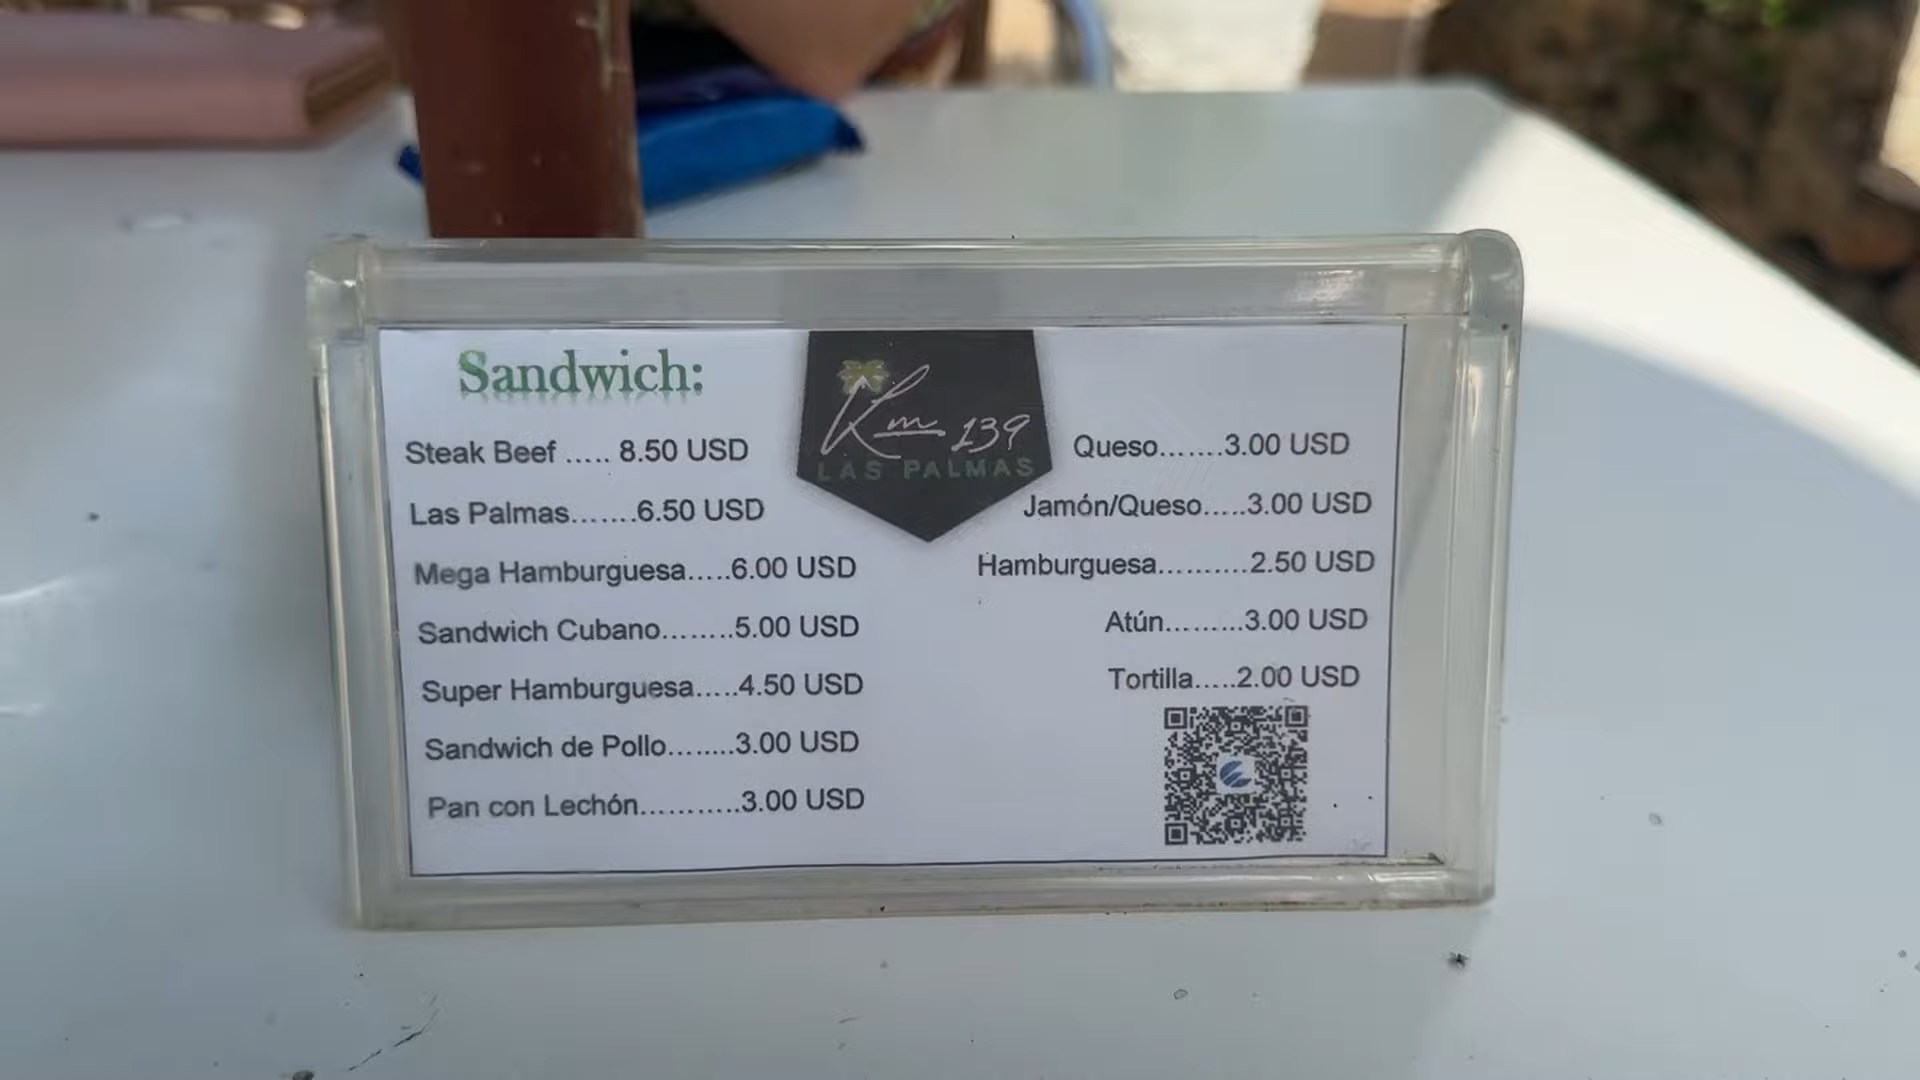 Sandwich:
Steak Beef ..... 8.50 USD
Las Palmas.......6.50 USD
Mega Hamburguesa.....6.00 USD
Sandwich Cubano........5.00 USD
Super Hamburguesa.....4.50 USD
Sandwich de Pollo........3.00 USD
Pan con Lechón...........3.00 USD
Km 139
LAS PALMAS
Queso.......3.00 USD
Jamón/Queso.....3.00 USD
Hamburguesa..........2.50 USD
Atún.........3.00 USD
Tortilla.....2.00 USD